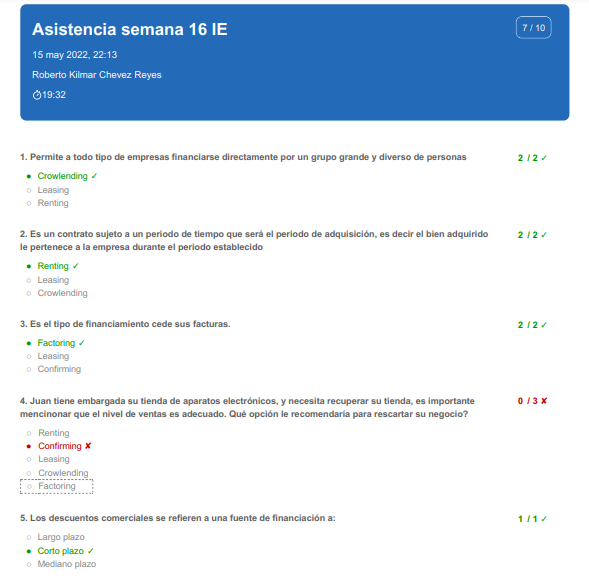 Asistencia semana 16 IE
7 / 10
15 may 2022, 22:13
Roberto Kilmar Chevez Reyes
19:32
1. Permite a todo tipo de empresas financiarse directamente por un grupo grande y diverso de personas
2 / 2 ✓
Crowlending ✓
Leasing
Renting
2. Es un contrato sujeto a un periodo de tiempo que será el periodo de adquisición, es decir el bien adquirido
le pertenece a la empresa durante el periodo establecido
2 / 2 ✓
Renting ✓
Leasing
Crowlending
3. Es el tipo de financiamiento cede sus facturas.
2 / 2 ✓
Factoring ✓
Leasing
Confirming
4. Juan tiene embargada su tienda de aparatos electrónicos, y necesita recuperar su tienda, es importante
mencinonar que el nivel de ventas es adecuado. Qué opción le recomendaría para rescartar su negocio?
0 / 3 ✘
Renting
Confirming ✘
Leasing
Crowlending
Factoring
5. Los descuentos comerciales se refieren a una fuente de financiación a:
1 / 1 ✓
Largo plazo
Corto plazo ✓
Mediano plazo